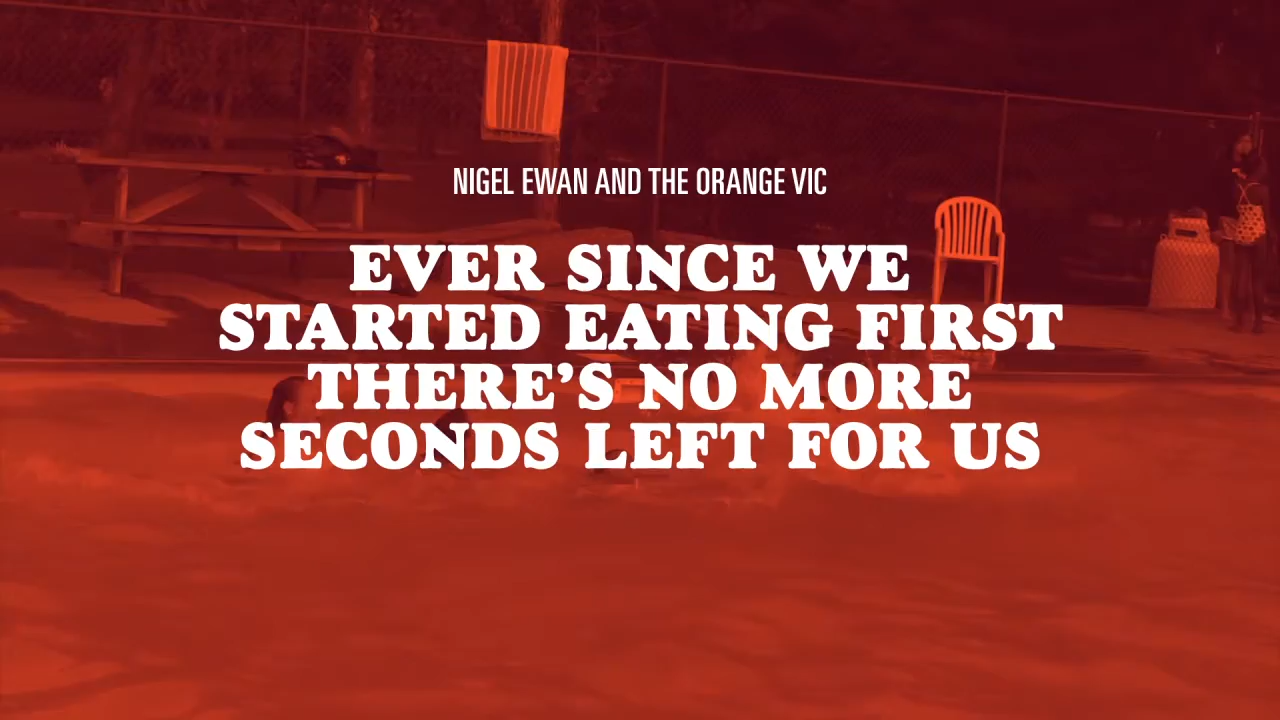 NIGEL EWAN AND THE ORANGE VIC
EVER SINCE WE
STARTED EATING FIRST
THERE’S NO MORE
SECONDS LEFT FOR US